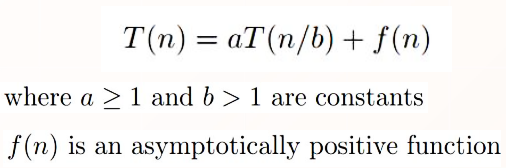 T(n) = aT(n/b) + f(n)
where a ≥ 1 and b > 1 are constants
f(n) is an asymptotically positive function